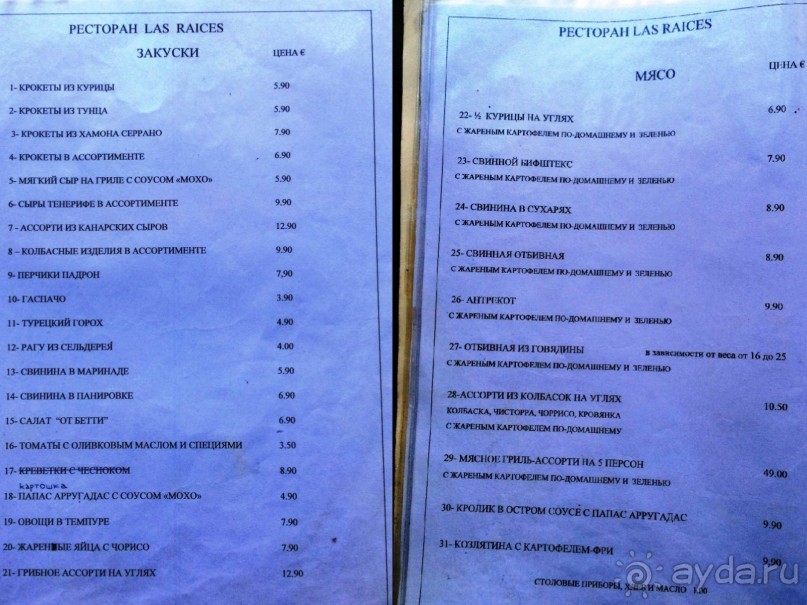 РЕСТОРАН LAS RAICES
ЗАКУСКИ ЦЕНА €
1- КРОКЕТЫ ИЗ КУРИЦЫ 5.90
2- КРОКЕТЫ ИЗ ТУНЦА 5.90
3- КРОКЕТЫ ИЗ ХАМОНА СЕРРАНО 7.90
4- КРОКЕТЫ В АССОРТИМЕНТЕ 6.90
5- МЯГКИЙ СЫР НА ГРИЛЕ С СОУСОМ «МОХО» 5.90
6- СЫРЫ ТЕНЕРИФЕ В АССОРТИМЕНТЕ 9.90
7 - АССОРТИ ИЗ КАНАРСКИХ СЫРОВ 12.90
8 – КОЛБАСНЫЕ ИЗДЕЛИЯ В АССОРТИМЕНТЕ 9.90
9- ПЕРЧИКИ ПАДРОН 7,90
10- ГАСПАЧО 3.90
11- ТУРЕЦКИЙ ГОРОХ 4.90
12- РАГУ ИЗ СЕЛЬДЕРЕЯ 4.00
13- СВИНИНА В МАРИНАДЕ 5.90
14- СВИНИНА В ПАНИРОВКЕ 6.90
15- САЛАТ "ОТ БЕТТИ" 6.90
16- ТОМАТЫ С ОЛИВКОВЫМ МАСЛОМ И СПЕЦИЯМИ 3.50
17- КРЕВЕТКИ С ЧЕСНОКОМ 8.90
картошка
18- ПАПАС АРРУГАДАС С СОУСОМ «МОХО» 4.90
19- ОВОЩИ В ТЕМПУРЕ 7.90
20- ЖАРЕНЫЕ ЯЙЦА С ЧОРИСО 7.90
21- ГРИБНОЕ АССОРТИ НА УГЛЯХ 12.90
РЕСТОРАН LAS RAICES
ЦЕНА €
МЯСО
22- ½ КУРИЦЫ НА УГЛЯХ 6.90
С ЖАРЕНЫМ КАРТОФЕЛЕМ ПО-ДОМАШНЕМУ И ЗЕЛЕНЬЮ
23- СВИННОЙ БИФШТЕКС 7.90
С ЖАРЕНЫМ КАРТОФЕЛЕМ ПО-ДОМАШНЕМУ И ЗЕЛЕНЬЮ
24- СВИНИНА В СУХАРЯХ 8.90
С ЖАРЕНЫМ КАРТОФЕЛЕМ ПО-ДОМАШНЕМУ И ЗЕЛЕНЬЮ
25- СВИННАЯ ОТБИВНАЯ 8.90
С ЖАРЕНЫМ КАРТОФЕЛЕМ ПО-ДОМАШНЕМУ И ЗЕЛЕНЬЮ
26- АНТРЕКОТ 9.90
С ЖАРЕНЫМ КАРТОФЕЛЕМ ПО-ДОМАШНЕМУ И ЗЕЛЕНЬЮ
27- ОТБИВНАЯ ИЗ ГОВЯДИНЫ в зависимости от веса от 16 до 25
С ЖАРЕНЫМ КАРТОФЕЛЕМ ПО-ДОМАШНЕМУ И ЗЕЛЕНЬЮ
28-АССОРТИ ИЗ КОЛБАСОК НА УГЛЯХ 10.50
КОЛБАСКА, ЧИСТОРРА, ЧОРРИСО, КРОВЯНКА
С ЖАРЕНЫМ КАРТОФЕЛЕМ ПО-ДОМАШНЕМУ
29- МЯСНОЕ ГРИЛЬ-АССОРТИ НА 5 ПЕРСОН 49.00
С ЖАРЕНЫМ КАРТОФЕЛЕМ ПО-ДОМАШНЕМУ И ЗЕЛЕНЬЮ
30- КРОЛИК В ОСТРОМ СОУСЕ С ПАПАС АРРУГАДАС 9.90
31- КОЗЛЯТИНА С КАРТОФЕЛЕМ-ФРИ 9.90
СТОЛОВЫЕ ПРИБОРЫ, ХЛЕБ И МАСЛО 1.00
ayda.ru